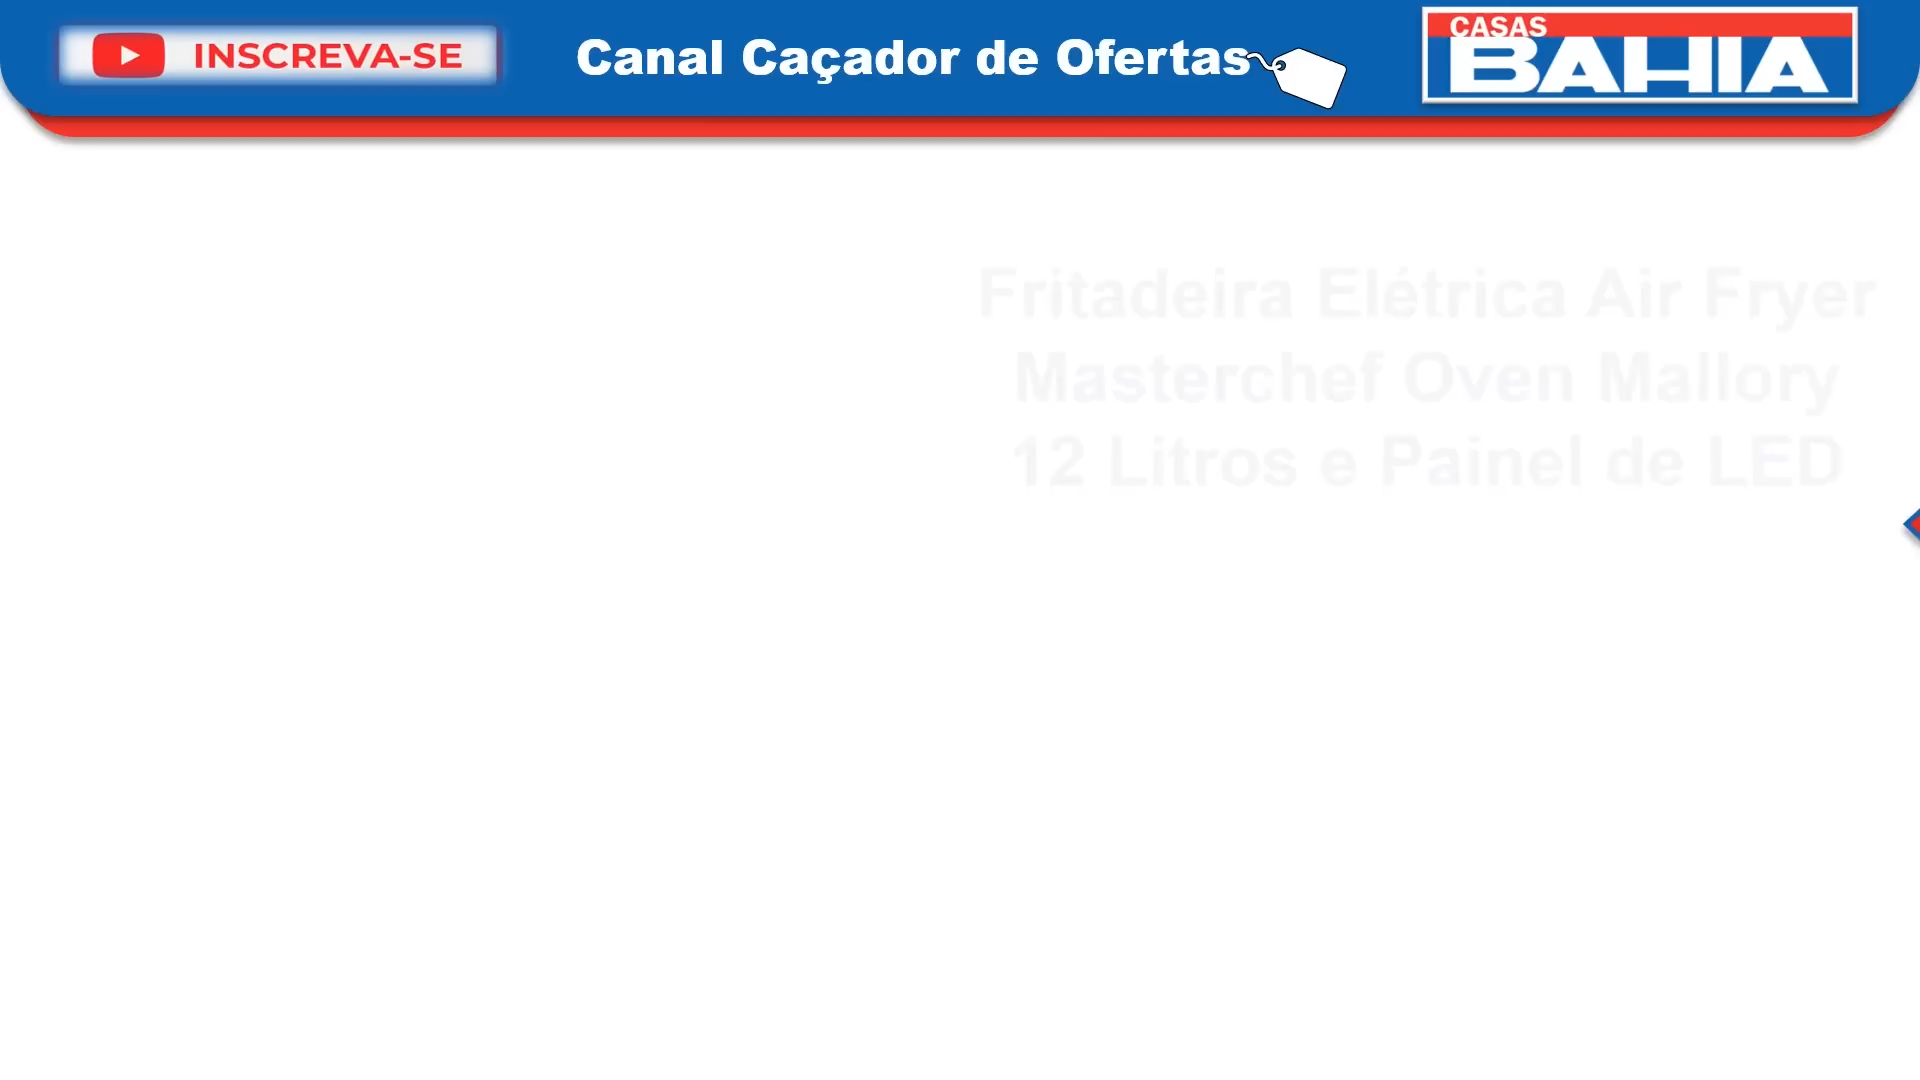 INSCREVA-SE
Canal Caçador de Ofertas
CASAS
BAHIA
Fritadeira Elétrica Air Fryer
Masterchef Oven Mallory
12 Litros e Painel de LED